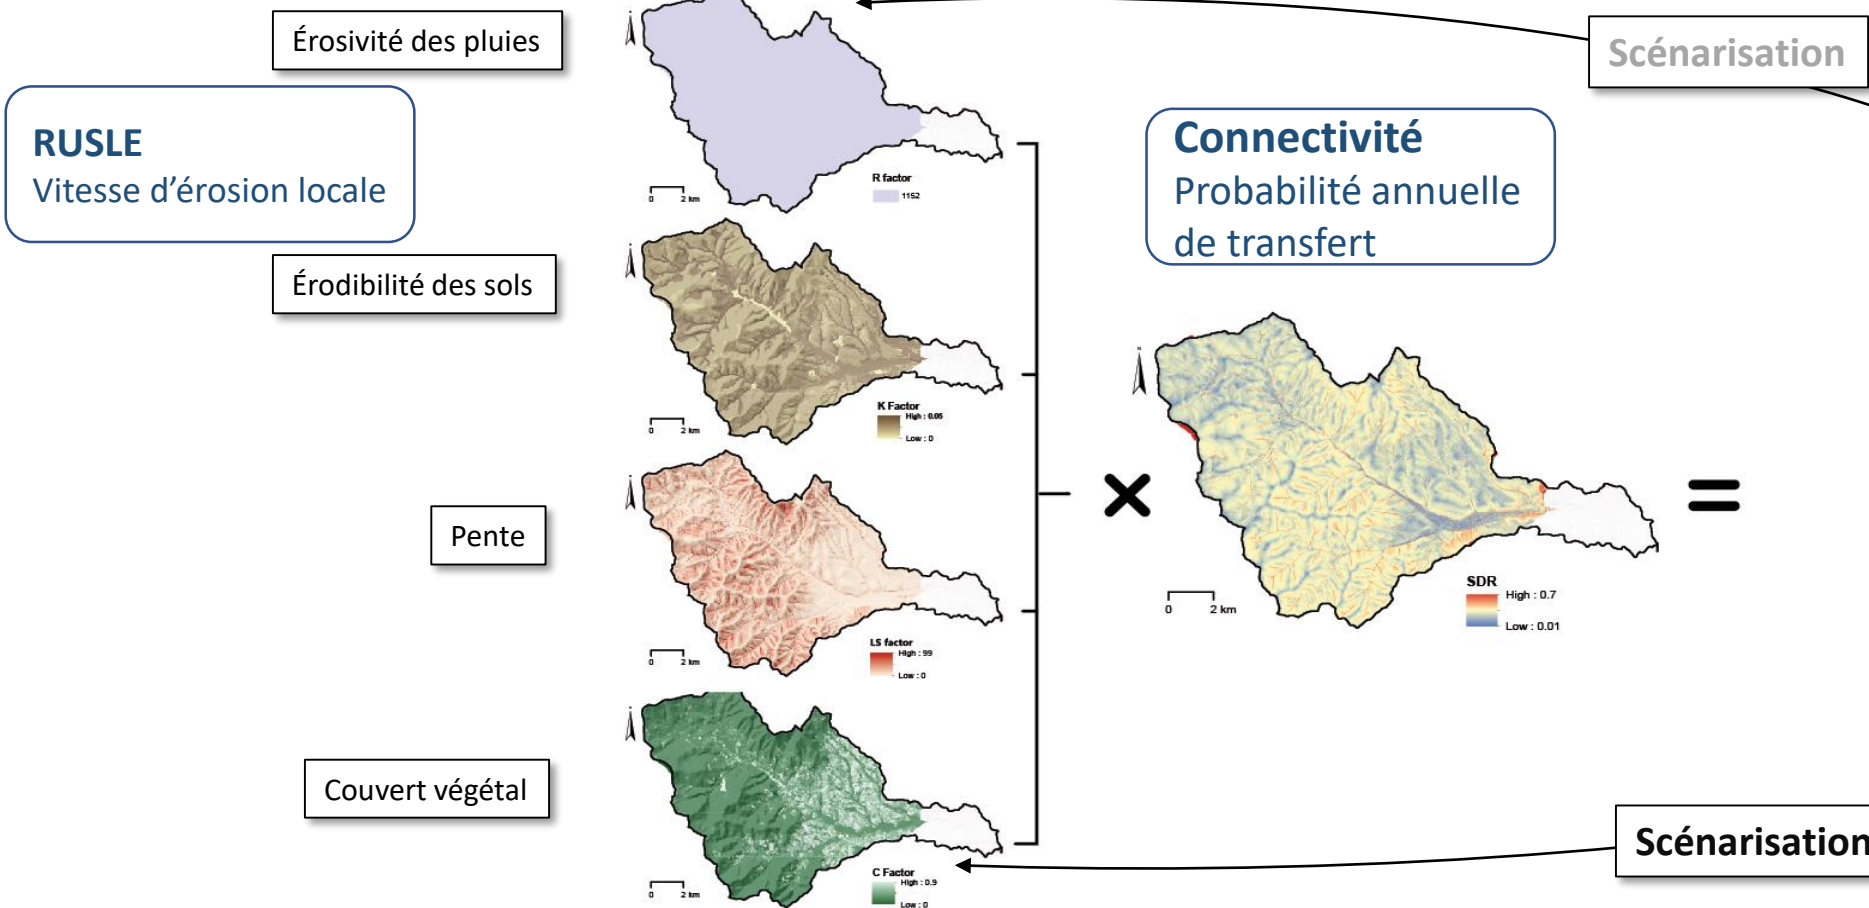 Érosivité des pluies
Scénarisation
RUSLE
Vitesse d’érosion locale
R factor
1152
0 2 km
Connectivité
Probabilité annuelle
de transfert
Érodibilité des sols
K Factor
High : 0.05
Low : 0
0 2 km
Pente
LS factor
High : 99
Low : 0
0 2 km
×
N
SDR
High : 0.7
Low : 0.01
0 2 km
=
Couvert végétal
C Factor
High : 0.9
Low : 0
0 2 km
Scénarisation